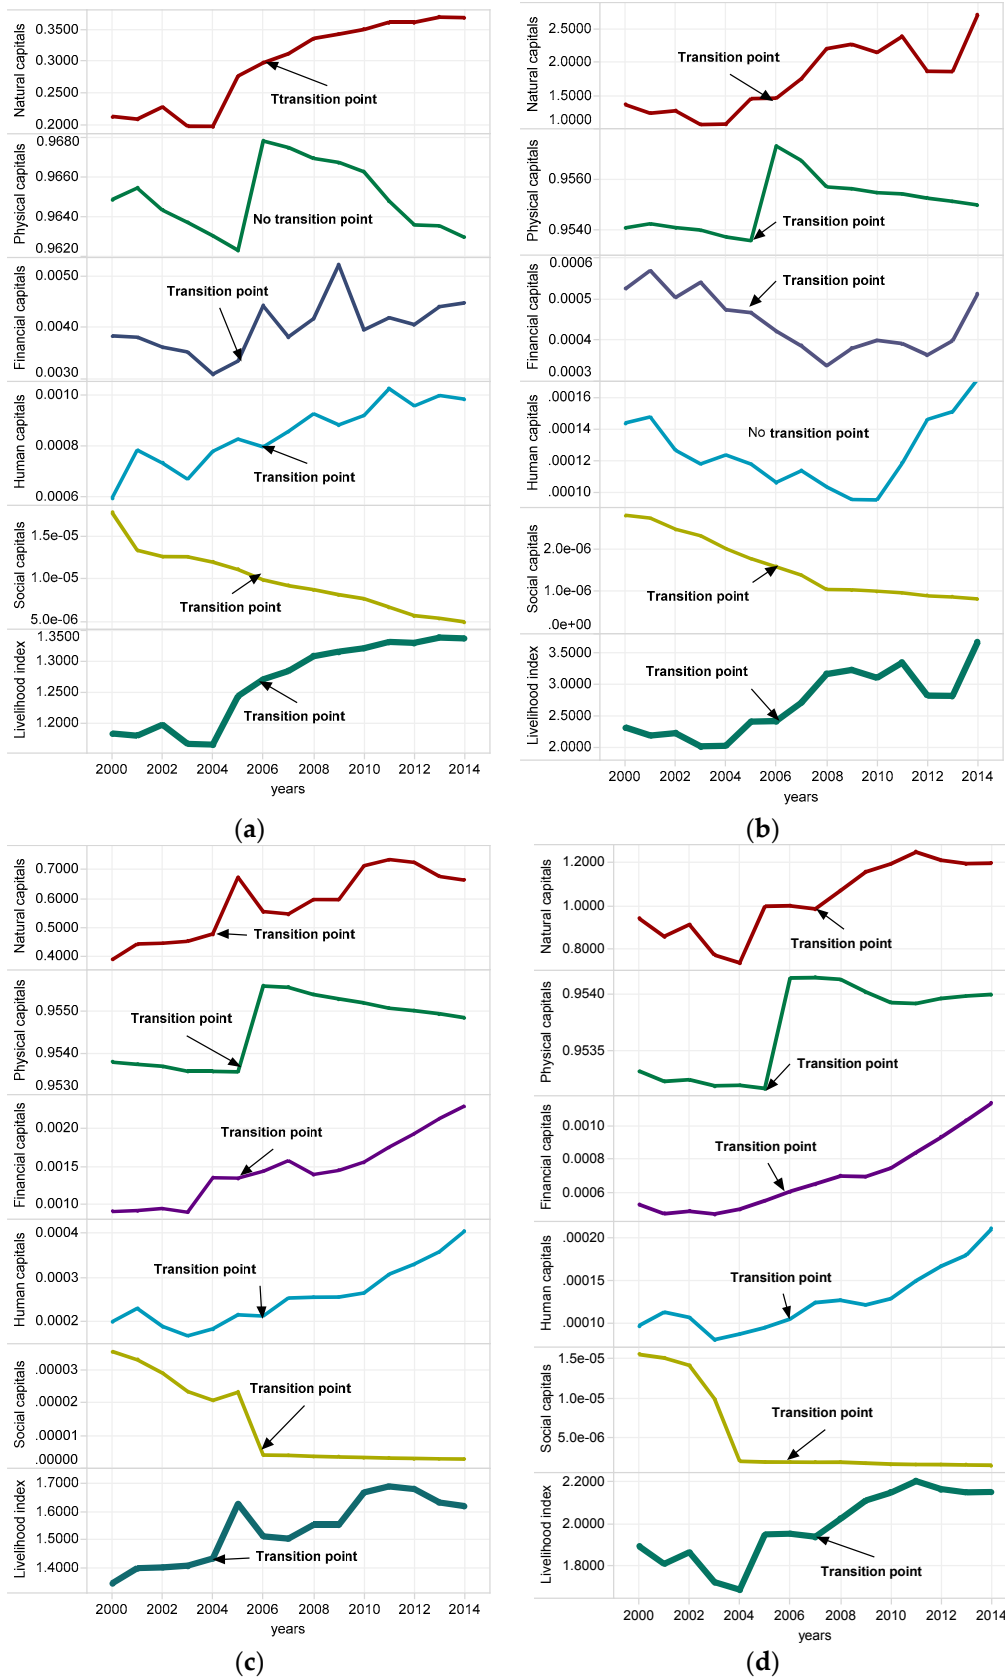 Natural capitals
0.3500
0.3000
0.2500
0.2000
Ttransition point
Physical capitals
0.9680
0.9660
0.9640
0.9620
No transition point
Financial capitals
0.0050
0.0040
0.0030
Transition point
Human capitals
0.0010
0.0008
0.0006
Transition point
Social capitals
1.5e-05
1.0e-05
5.0e-06
Transition point
Livelihood index
1.3500
1.3000
1.2500
1.2000
Transition point
2000 2002 2004 2006 2008 2010 2012 2014
years
(a)
Natural capitals
2.5000
2.0000
1.5000
1.0000
Transition point
Physical capitals
0.9560
0.9540
Transition point
Financial capitals
0.0006
0.0005
0.0004
0.0003
Transition point
Human capitals
0.00016
0.00014
0.00012
0.00010
No transition point
Social capitals
2.0e-06
1.0e-06
.0e+00
Transition point
Livelihood index
3.5000
3.0000
2.5000
2.0000
Transition point
2000 2002 2004 2006 2008 2010 2012 2014
years
(b)
Natural capitals
0.7000
0.6000
0.5000
0.4000
Transition point
Physical capitals
0.9550
0.9540
0.9530
Transition point
Financial capitals
0.0020
0.0015
0.0010
Transition point
Human capitals
0.0004
0.0003
0.0002
Transition point
Social capitals
.00003
.00002
.00001
.00000
Transition point
Livelihood index
1.7000
1.6000
1.5000
1.4000
Transition point
2000 2002 2004 2006 2008 2010 2012 2014
years
(c)
Natural capitals
1.2000
1.0000
0.8000
Transition point
Physical capitals
0.9540
0.9535
Transition point
Financial capitals
0.0010
0.0008
0.0006
Transition point
Human capitals
.00020
.00015
.00010
Transition point
Social capitals
1.5e-05
1.0e-05
5.0e-06
Transition point
Livelihood index
2.2000
2.0000
1.8000
Transition point
2000 2002 2004 2006 2008 2010 2012 2014
years
(d)